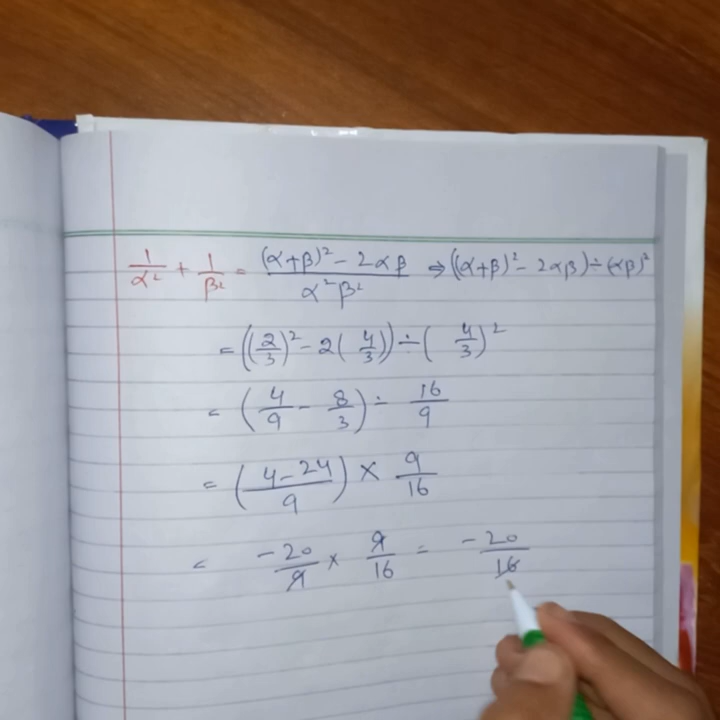 1/α² + 1/β² = ((α+β)² - 2αβ)/(α²β²) ⇒ ((α+β)² - 2αβ) ÷ (αβ)²
= ((2/3)² - 2(4/3)) ÷ (4/3)²
= (4/9 - 8/3) ÷ 16/9
= ((4-24)/9) × 9/16
= -20/9 × 9/16 = -20/16